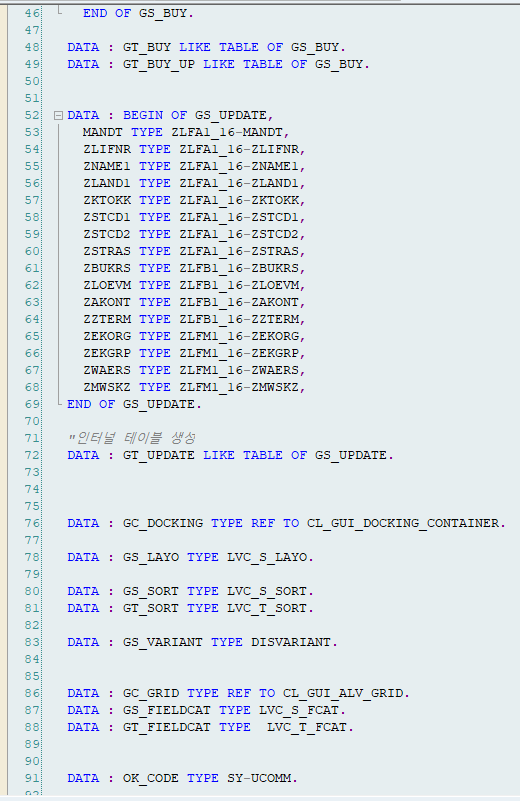 46 END OF GS_BUY.
47
48 DATA : GT_BUY LIKE TABLE OF GS_BUY.
49 DATA : GT_BUY_UP LIKE TABLE OF GS_BUY.
50
51
52 DATA : BEGIN OF GS_UPDATE,
53 MANDT TYPE ZLFA1_16-MANDT,
54 ZLIFNR TYPE ZLFA1_16-ZLIFNR,
55 ZNAME1 TYPE ZLFA1_16-ZNAME1,
56 ZLAND1 TYPE ZLFA1_16-ZLAND1,
57 ZKTOKK TYPE ZLFA1_16-ZKTOKK,
58 ZSTCD1 TYPE ZLFA1_16-ZSTCD1,
59 ZSTCD2 TYPE ZLFA1_16-ZSTCD2,
60 ZSTRAS TYPE ZLFA1_16-ZSTRAS,
61 ZBUKRS TYPE ZLFB1_16-ZBUKRS,
62 ZLOEVM TYPE ZLFB1_16-ZLOEVM,
63 ZAKONT TYPE ZLFB1_16-ZAKONT,
64 ZZTERM TYPE ZLFB1_16-ZZTERM,
65 ZEKORG TYPE ZLFM1_16-ZEKORG,
66 ZEKGRP TYPE ZLFM1_16-ZEKGRP,
67 ZWAERS TYPE ZLFM1_16-ZWAERS,
68 ZMWSKZ TYPE ZLFM1_16-ZMWSKZ,
69 END OF GS_UPDATE.
70
71 "인터널 테이블 생성
72 DATA : GT_UPDATE LIKE TABLE OF GS_UPDATE.
73
74
75
76 DATA : GC_DOCKING TYPE REF TO CL_GUI_DOCKING_CONTAINER.
77
78 DATA : GS_LAYO TYPE LVC_S_LAYO.
79
80 DATA : GS_SORT TYPE LVC_S_SORT.
81 DATA : GT_SORT TYPE LVC_T_SORT.
82
83 DATA : GS_VARIANT TYPE DISVARIANT.
84
85
86 DATA : GC_GRID TYPE REF TO CL_GUI_ALV_GRID.
87 DATA : GS_FIELDCAT TYPE LVC_S_FCAT.
88 DATA : GT_FIELDCAT TYPE LVC_T_FCAT.
89
90
91 DATA : OK_CODE TYPE SY-UCOMM.
92